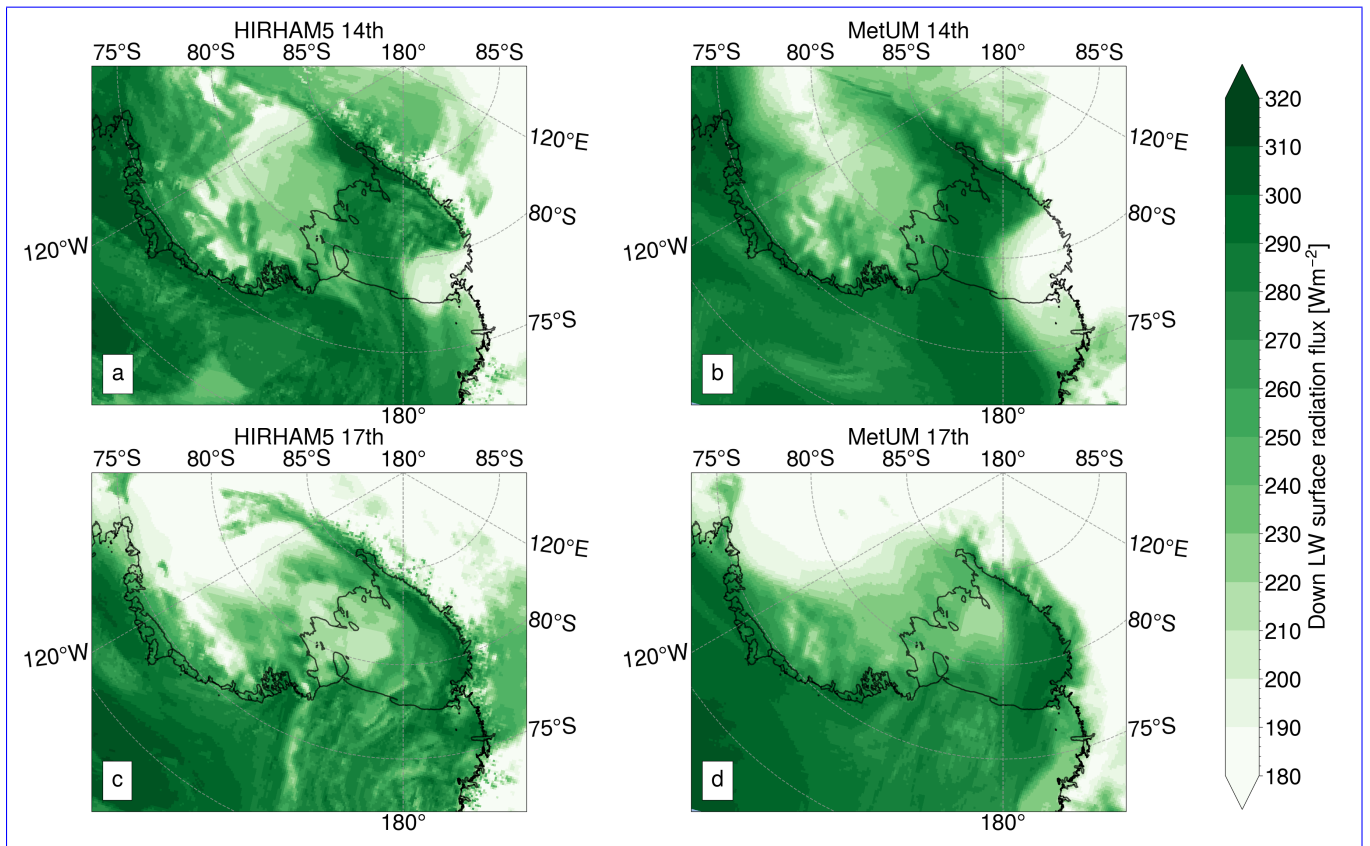 HIRHAM5 14th
75°S 80°S 85°S 180° 85°S
120°E
80°S
75°S
120°W
180°
a
MetUM 14th
75°S 80°S 85°S 180° 85°S
120°E
80°S
75°S
120°W
180°
b
HIRHAM5 17th
75°S 80°S 85°S 180° 85°S
120°E
80°S
75°S
120°W
180°
c
MetUM 17th
75°S 80°S 85°S 180° 85°S
120°E
80°S
75°S
120°W
180°
d
320
310
300
290
280
270
260
250
240
230
220
210
200
190
180
Down LW surface radiation flux [Wm⁻²]